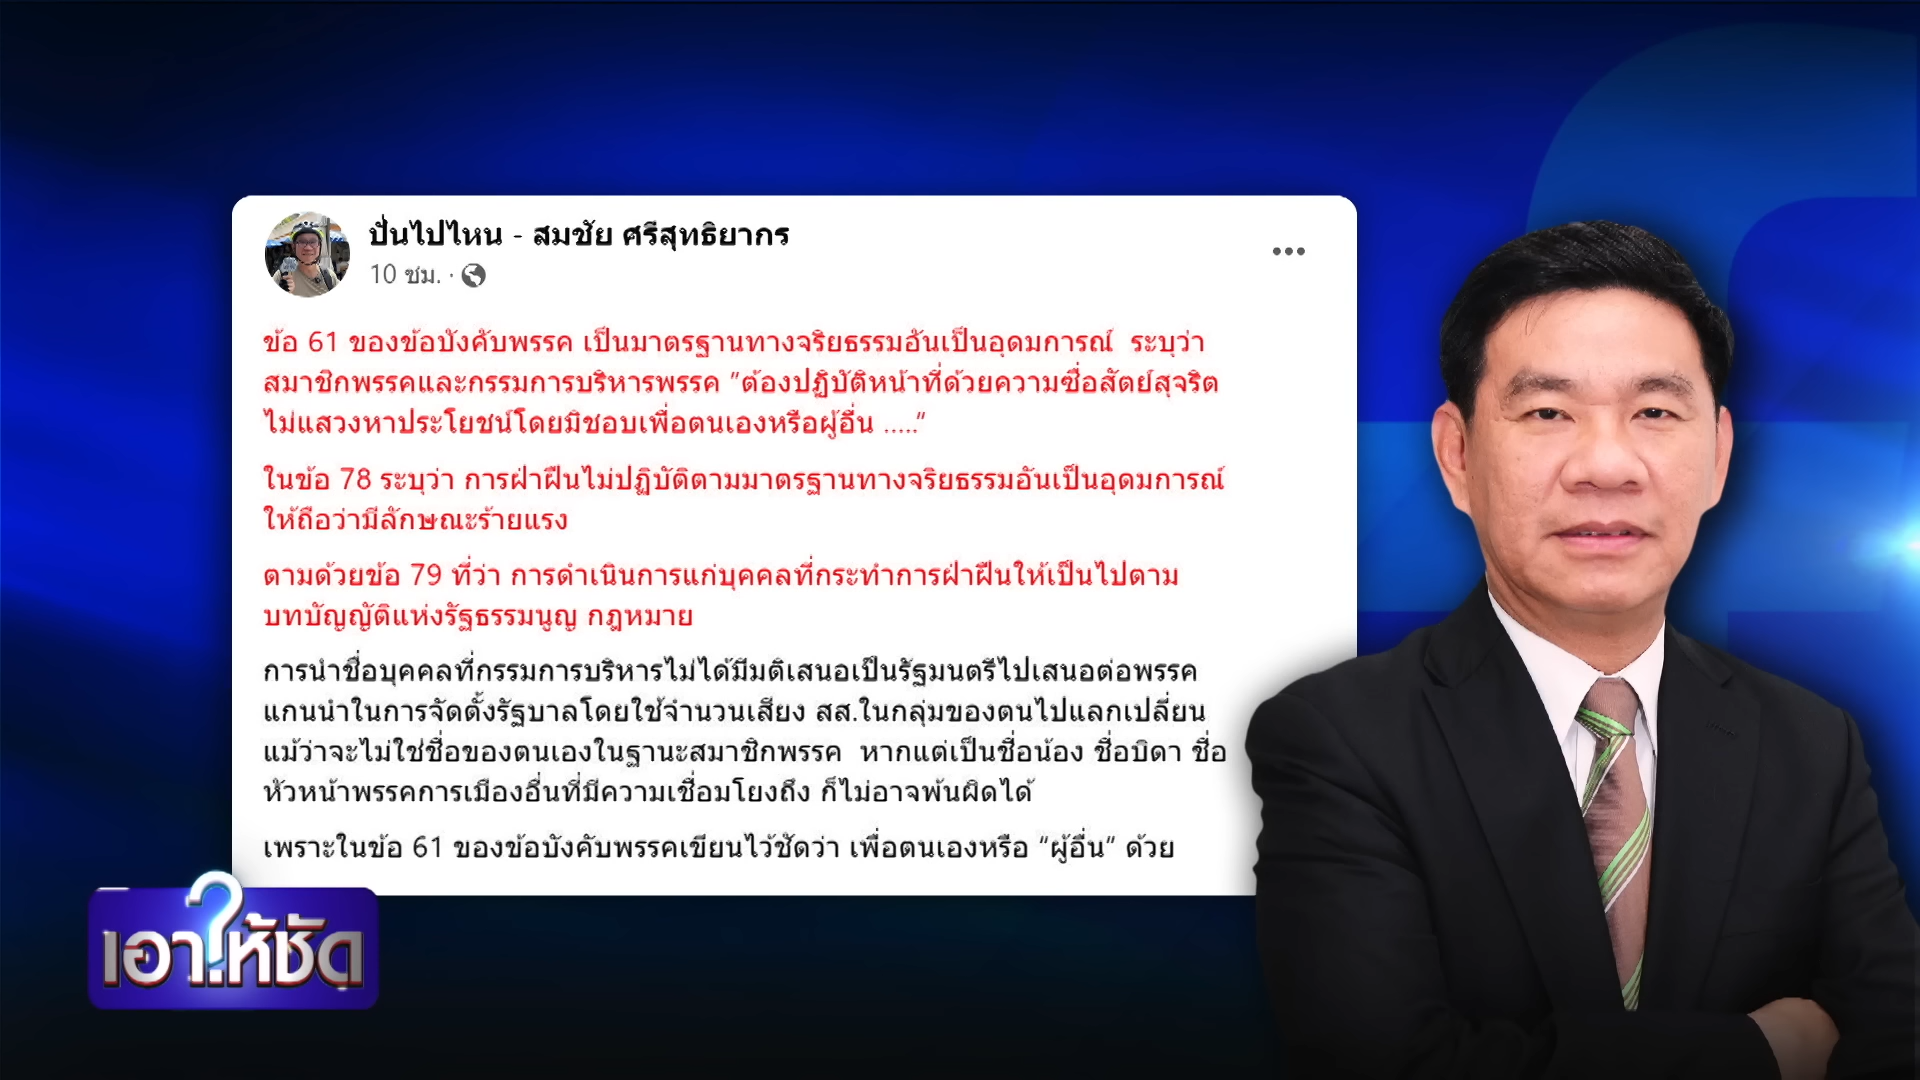 ปั่นไปไหน - สมชัย ศรีสุทธิยากร
10 ชม. ·
ข้อ 61 ของข้อบังคับพรรค เป็นมาตรฐานทางจริยธรรมอันเป็นอุดมการณ์ ระบุว่า
สมาชิกพรรคและกรรมการบริหารพรรค "ต้องปฏิบัติหน้าที่ด้วยความซื่อสัตย์สุจริต
ไม่แสวงหาประโยชน์โดยมิชอบเพื่อตนเองหรือผู้อื่น ....."
ในข้อ 78 ระบุว่า การฝ่าฝืนไม่ปฏิบัติตามมาตรฐานทางจริยธรรมอันเป็นอุดมการณ์
ให้ถือว่ามีลักษณะร้ายแรง
ตามด้วยข้อ 79 ที่ว่า การดำเนินการแก่บุคคลที่กระทำการฝ่าฝืนให้เป็นไปตาม
บทบัญญัติแห่งรัฐธรรมนูญ กฎหมาย
การนำชื่อบุคคลที่กรรมการบริหารไม่ได้มีมติเสนอเป็นรัฐมนตรีไปเสนอต่อพรรค
แกนนำในการจัดตั้งรัฐบาลโดยใช้จำนวนเสียง สส.ในกลุ่มของตนไปแลกเปลี่ยน
แม้ว่าจะไม่ใช่ชื่อของตนเองในฐานะสมาชิกพรรค หากแต่เป็นชื่อน้อง ชื่อบิดา ชื่อ
หัวหน้าพรรคการเมืองอื่นที่มีความเชื่อมโยงถึง ก็ไม่อาจพ้นผิดได้
เพราะในข้อ 61 ของข้อบังคับพรรคเขียนไว้ชัดว่า เพื่อตนเองหรือ "ผู้อื่น" ด้วย
เอาให้ชัด